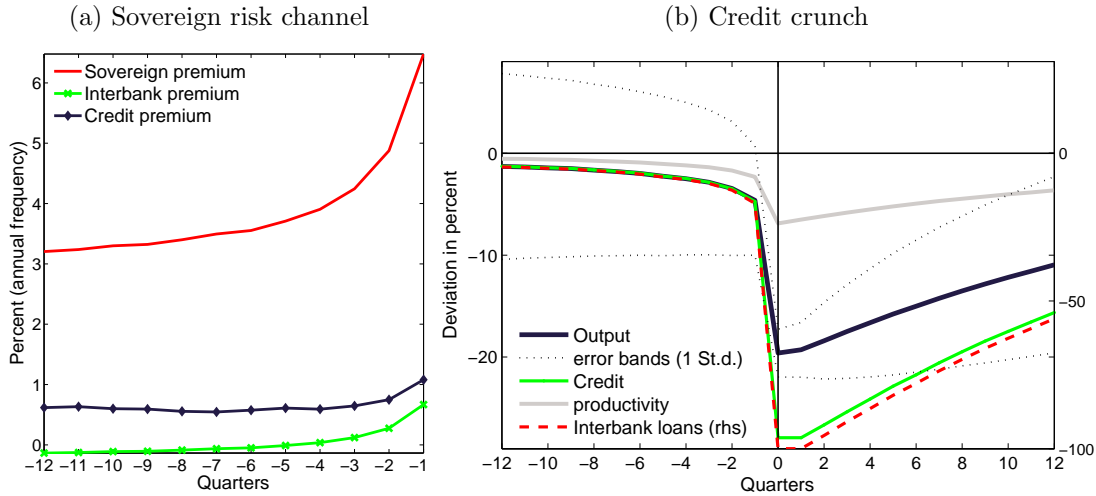 (a) Sovereign risk channel
Percent (annual frequency)
6
5
4
3
2
1
0
Sovereign premium
Interbank premium
Credit premium
−12 −11 −10 −9 −8 −7 −6 −5 −4 −3 −2 −1
Quarters
(b) Credit crunch
Deviation in percent
0
−10
−20
0
−50
−100
Output
error bands (1 St.d.)
Credit
productivity
Interbank loans (rhs)
−12 −10 −8 −6 −4 −2 0 2 4 6 8 10 12
Quarters